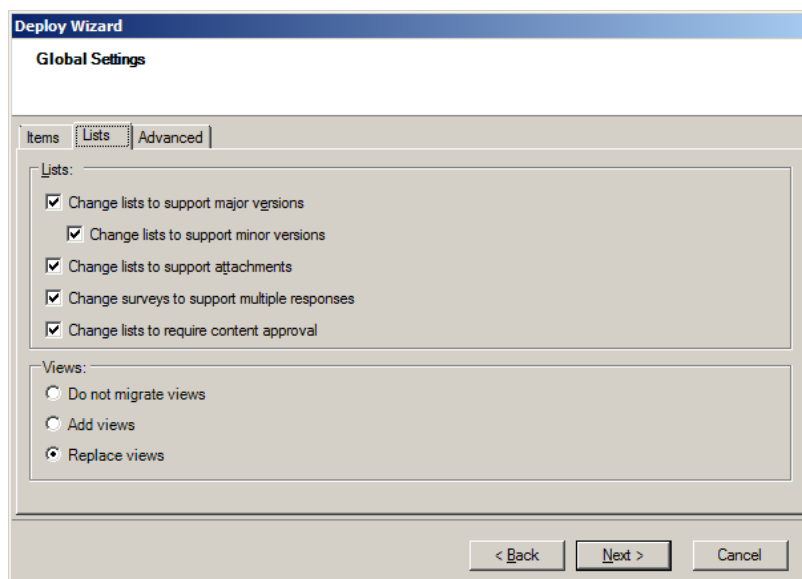 Deploy Wizard
Global Settings
Items Lists Advanced
Lists:
Change lists to support major versions
Change lists to support minor versions
Change lists to support attachments
Change surveys to support multiple responses
Change lists to require content approval
Views:
Do not migrate views
Add views
Replace views
< Back Next > Cancel